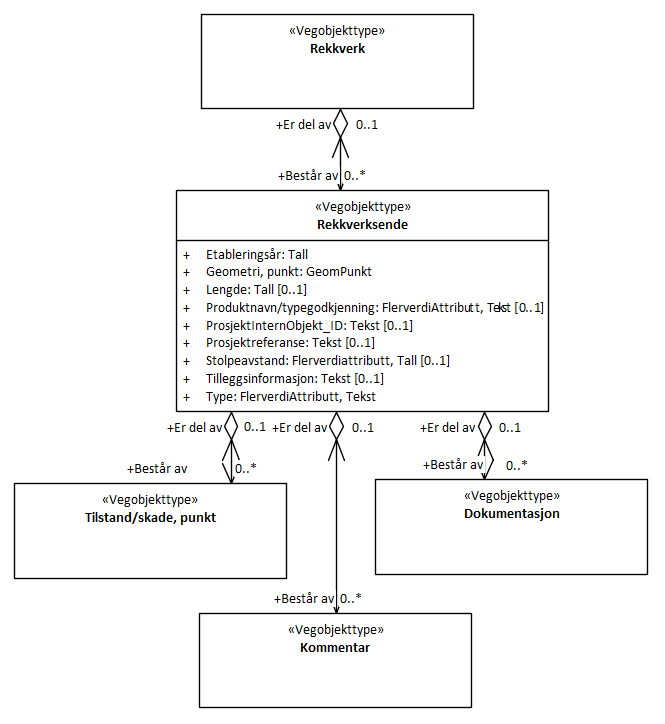 «Vegobjekttype»
Rekkverk
+Er del av 0..1
+Består av 0..*
«Vegobjekttype»
Rekkverksende
+ Etableringsår: Tall
+ Geometri, punkt: GeomPunkt
+ Lengde: Tall [0..1]
+ Produktnavn/typegodkjenning: FlerverdiAttributt, Tekst [0..1]
+ ProsjektInternObjekt_ID: Tekst [0..1]
+ Prosjektreferanse: Tekst [0..1]
+ Stolpeavstand: Flerverdiattributt, Tall [0..1]
+ Tilleggsinformasjon: Tekst [0..1]
+ Type: FlerverdiAttributt, Tekst
+Er del av 0..1 +Er del av 0..1 +Er del av 0..1
+Består av 0..* +Består av 0..*
«Vegobjekttype»
Tilstand/skade, punkt
«Vegobjekttype»
Dokumentasjon
+Består av 0..*
«Vegobjekttype»
Kommentar